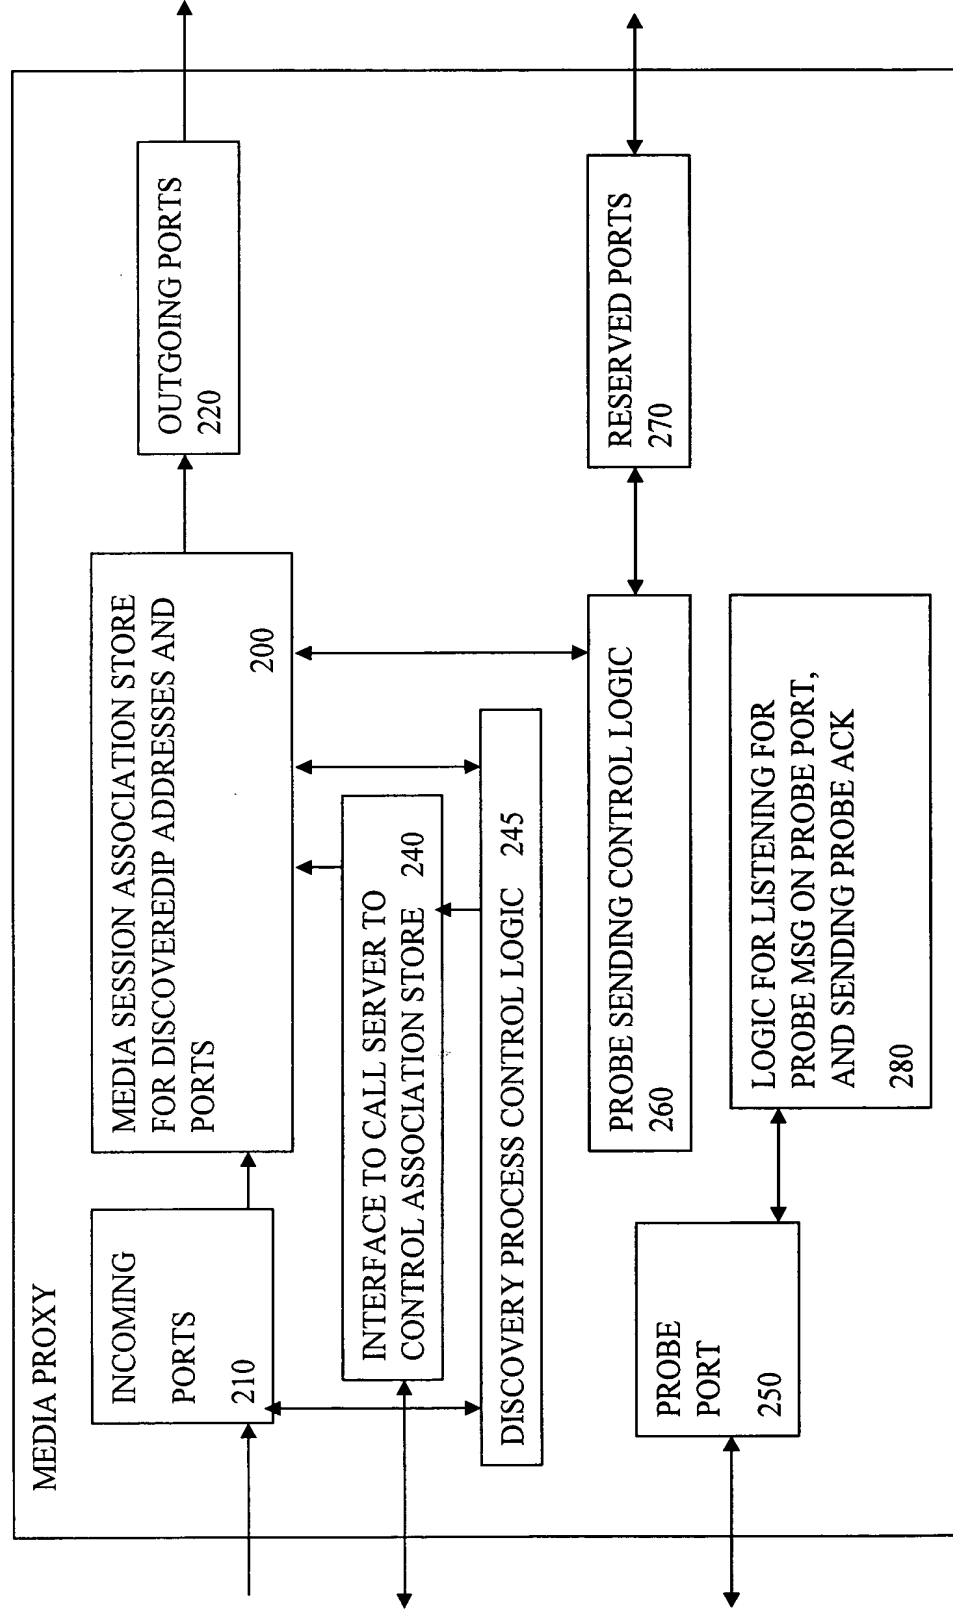 MEDIA PROXY
INCOMING
PORTS
210
MEDIA SESSION ASSOCIATION STORE
FOR DISCOVEREDIP ADDRESSES AND
PORTS
200
OUTGOING PORTS
220
INTERFACE TO CALL SERVER TO
CONTROL ASSOCIATION STORE 240
DISCOVERY PROCESS CONTROL LOGIC 245
PROBE SENDING CONTROL LOGIC
260
RESERVED PORTS
270
PROBE
PORT
250
LOGIC FOR LISTENING FOR
PROBE MSG ON PROBE PORT,
AND SENDING PROBE ACK
280